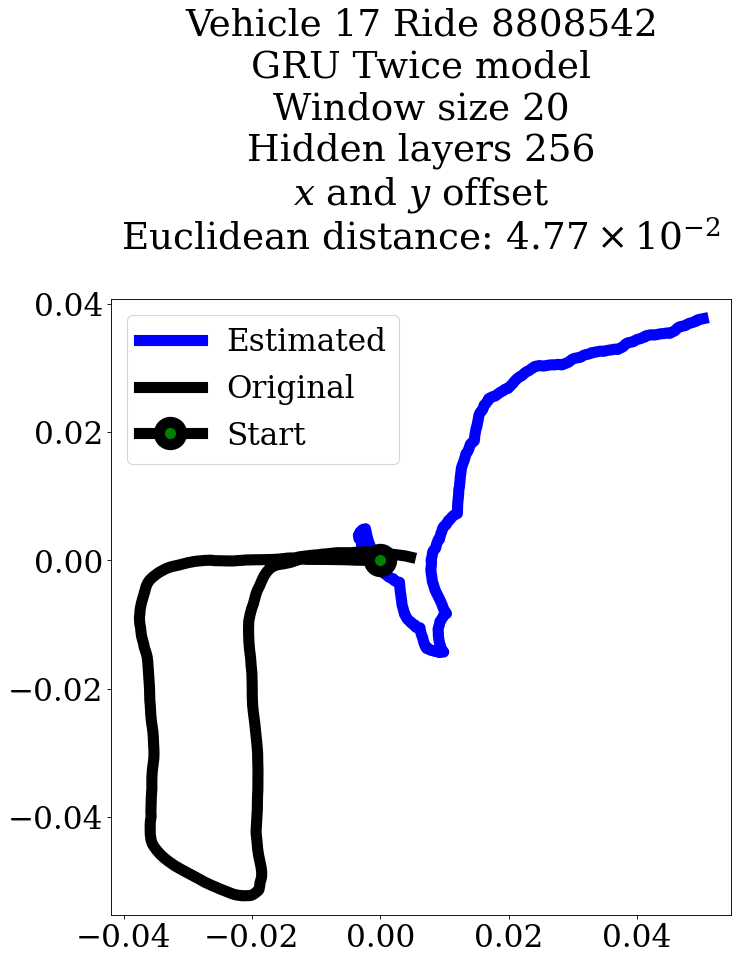 Vehicle 17 Ride 8808542
GRU Twice model
Window size 20
Hidden layers 256
x and y offset
Euclidean distance: 4.77 × 10⁻²
0.04
0.02
0.00
−0.02
−0.04
Estimated
Original
Start
−0.04 −0.02 0.00 0.02 0.04